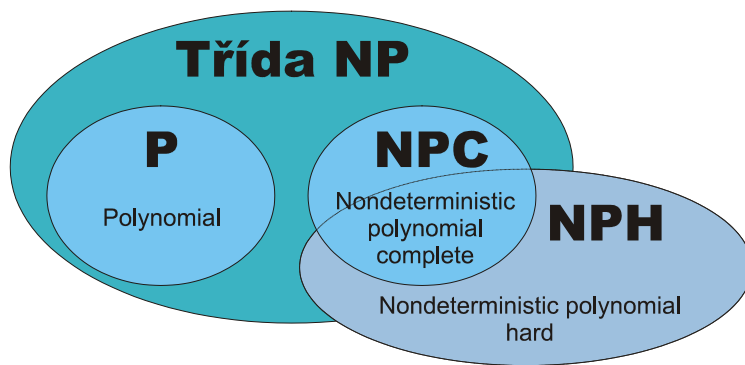 Třída NP
P
Polynomial
NPC
Nondeterministic
polynomial
complete
NPH
Nondeterministic polynomial
hard